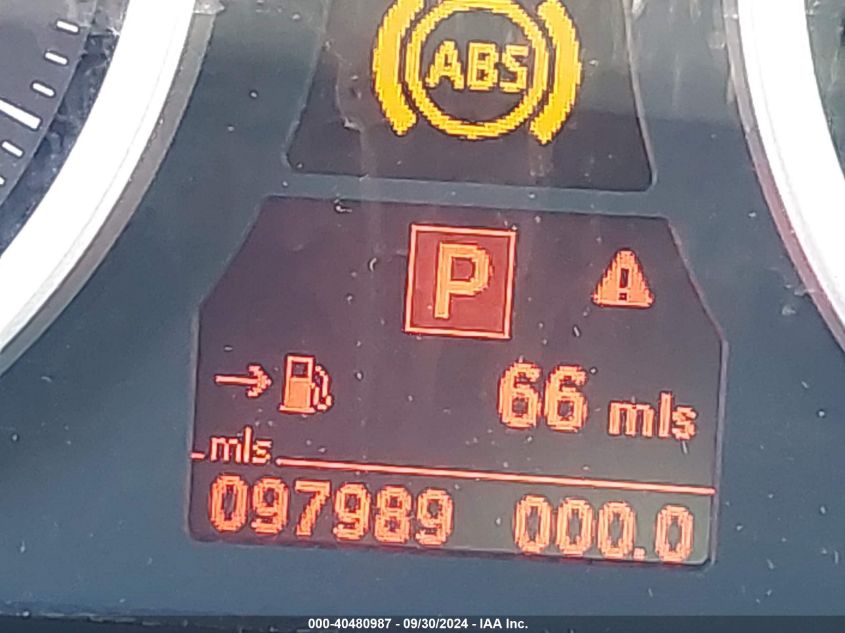 ABS
P
66 mls
mls
097989 000.0
000-40480987 - 09/30/2024 - IAA Inc.